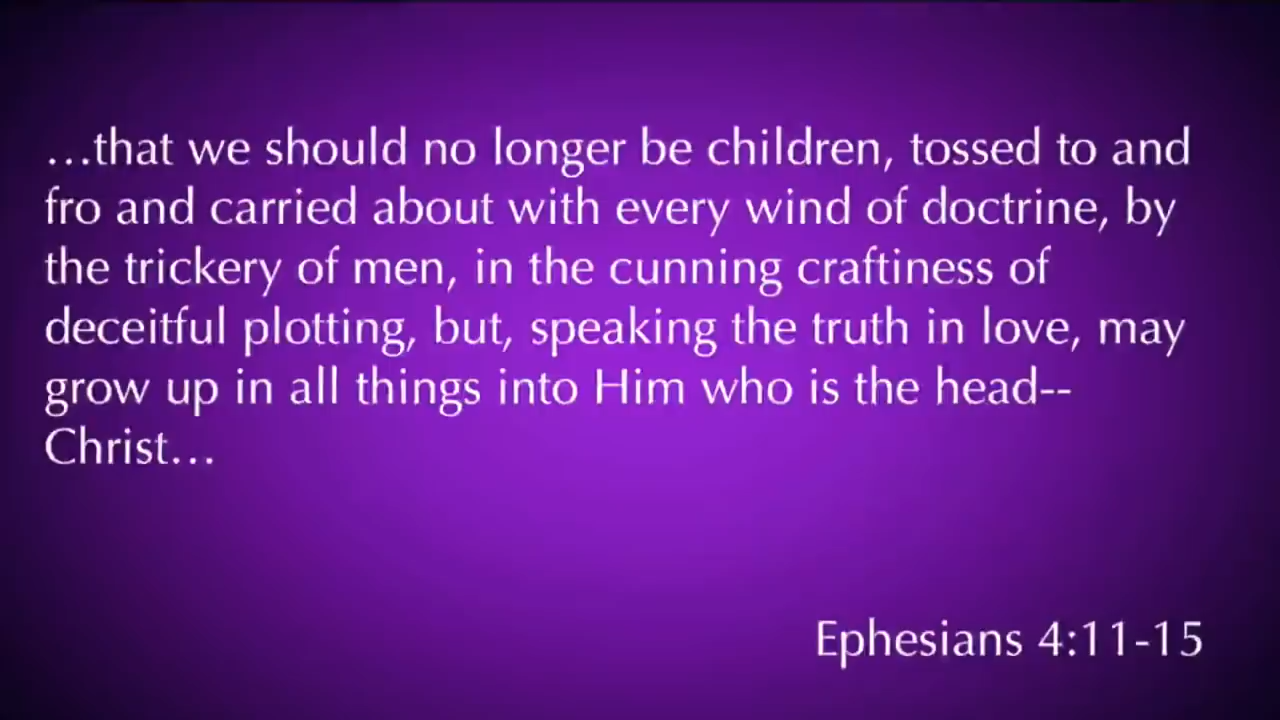 …that we should no longer be children, tossed to and
fro and carried about with every wind of doctrine, by
the trickery of men, in the cunning craftiness of
deceitful plotting, but, speaking the truth in love, may
grow up in all things into Him who is the head--
Christ…
Ephesians 4:11-15